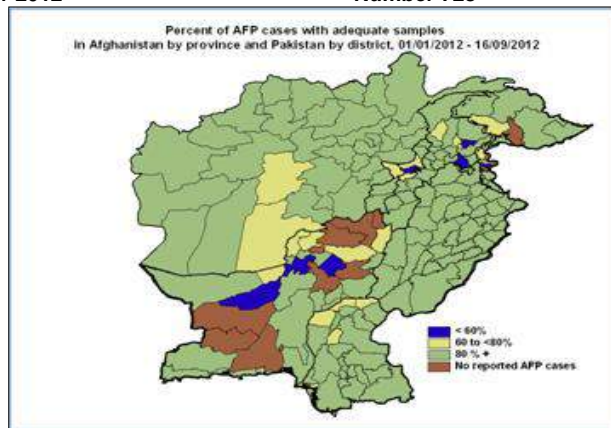 Percent of AFP cases with adequate samples
in Afghanistan by province and Pakistan by district, 01/01/2012 - 16/09/2012
< 60%
60 to <80%
80 % +
No reported AFP cases